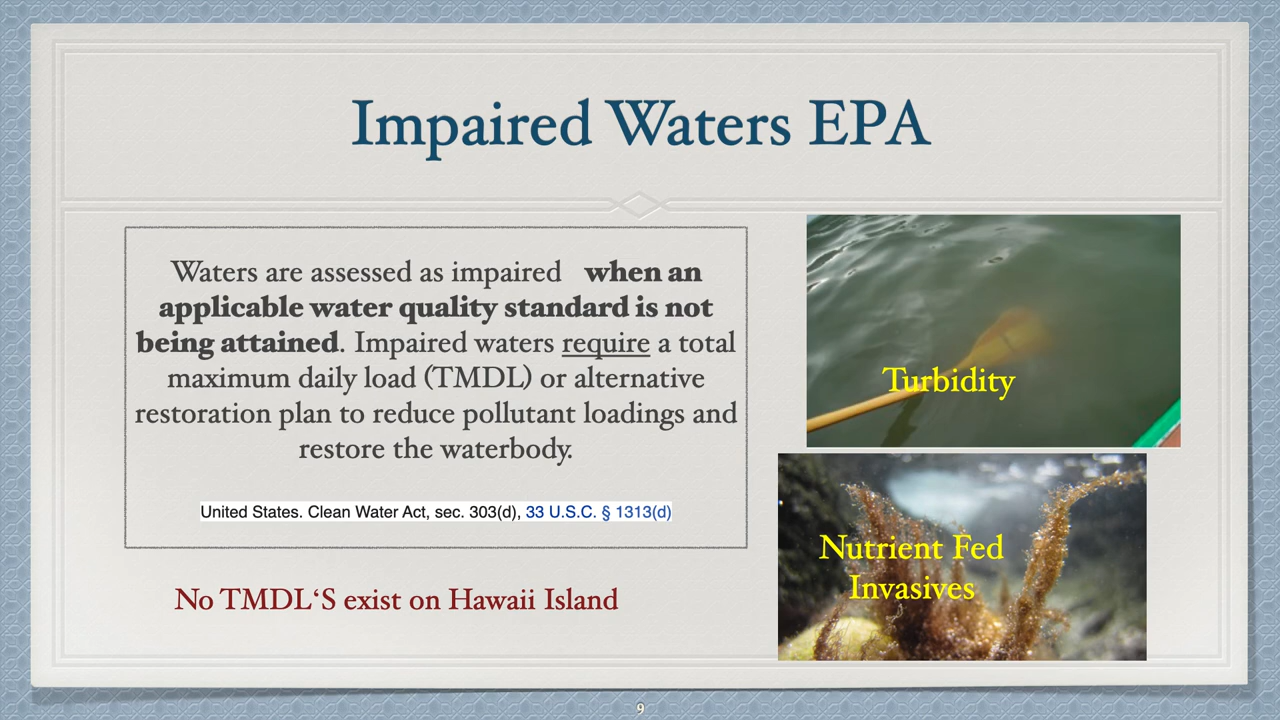 Impaired Waters EPA
Waters are assessed as impaired when an
applicable water quality standard is not
being attained. Impaired waters require a total
maximum daily load (TMDL) or alternative
restoration plan to reduce pollutant loadings and
restore the waterbody.
United States. Clean Water Act, sec. 303(d), 33 U.S.C. § 1313(d)
No TMDL‘S exist on Hawaii Island
Turbidity
Nutrient Fed
Invasives
9